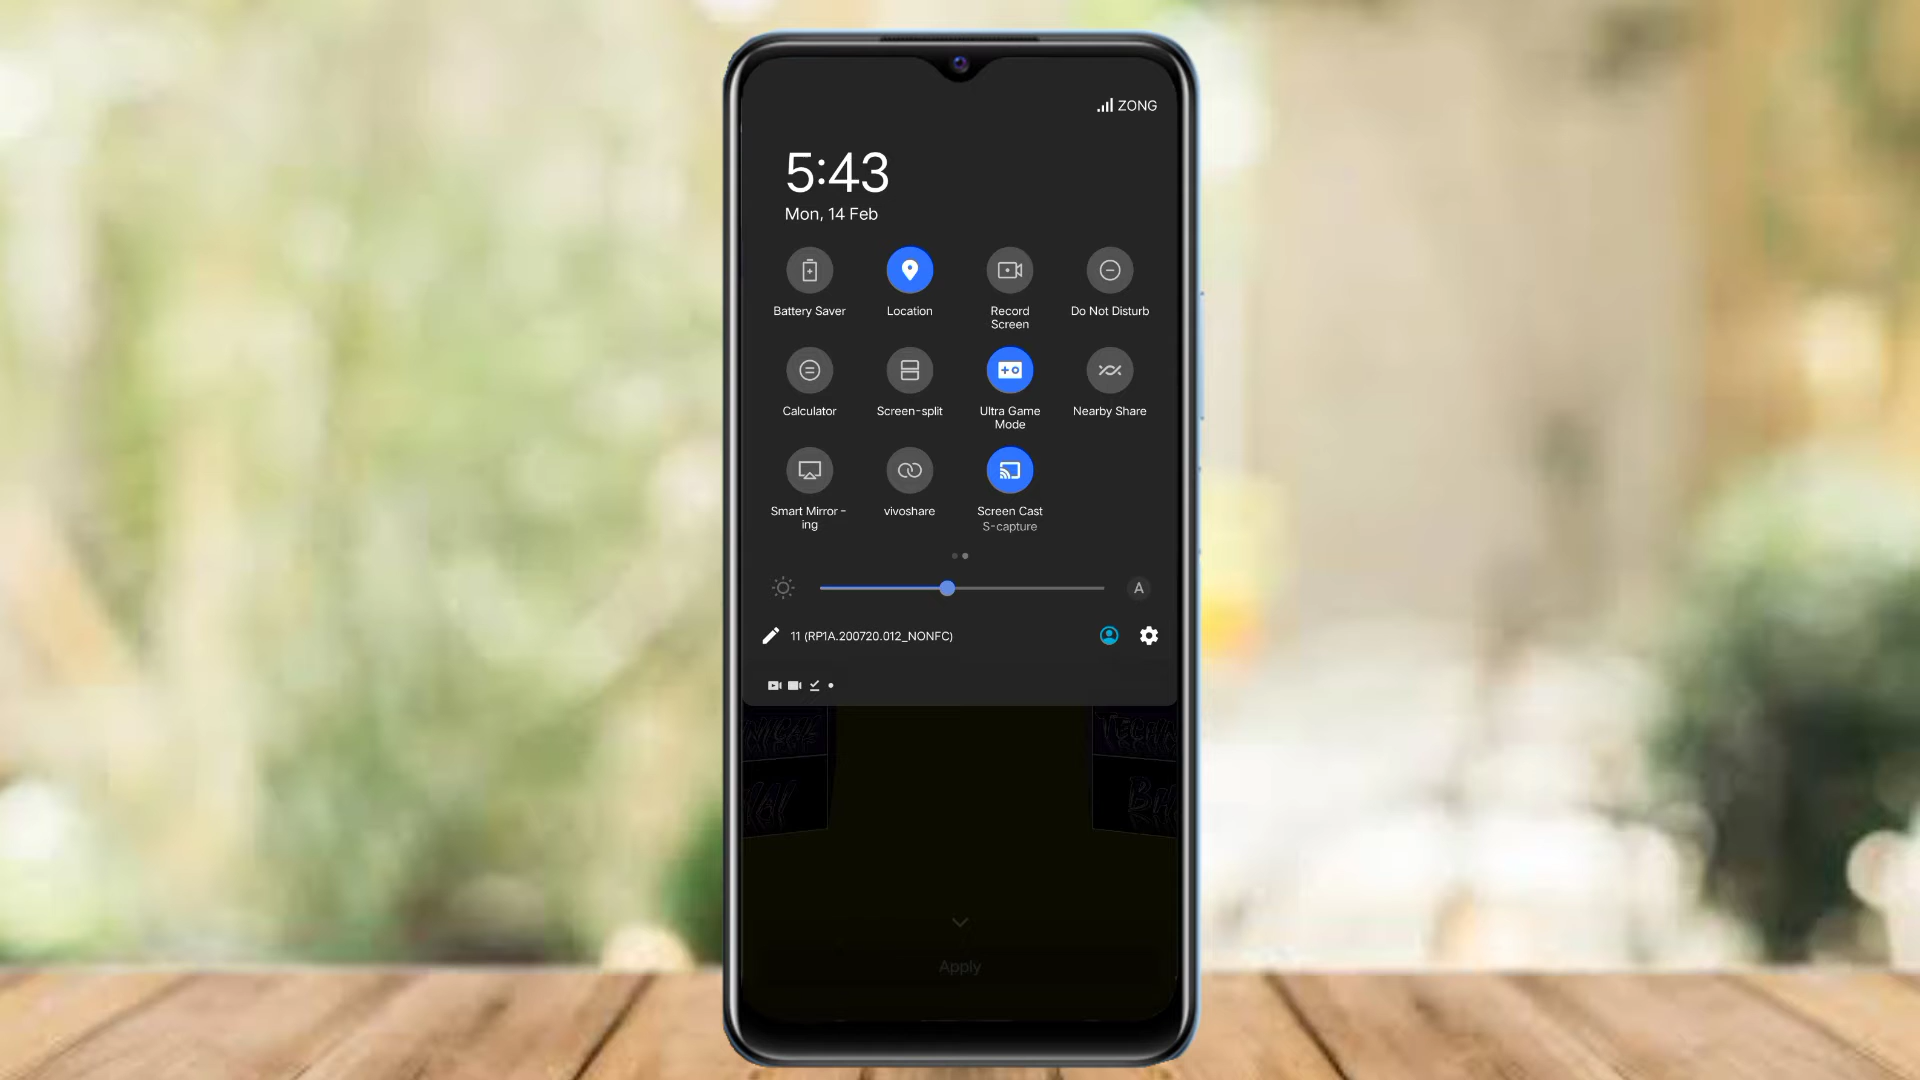 ZONG
5:43
Mon, 14 Feb
Battery Saver
Location
Record
Screen
Do Not Disturb
Calculator
Screen-split
Ultra Game
Mode
Nearby Share
Smart Mirror-
ing
vivoshare
Screen Cast
S-capture
A
11 (RP1A.200720.012_NONFC)
Apply